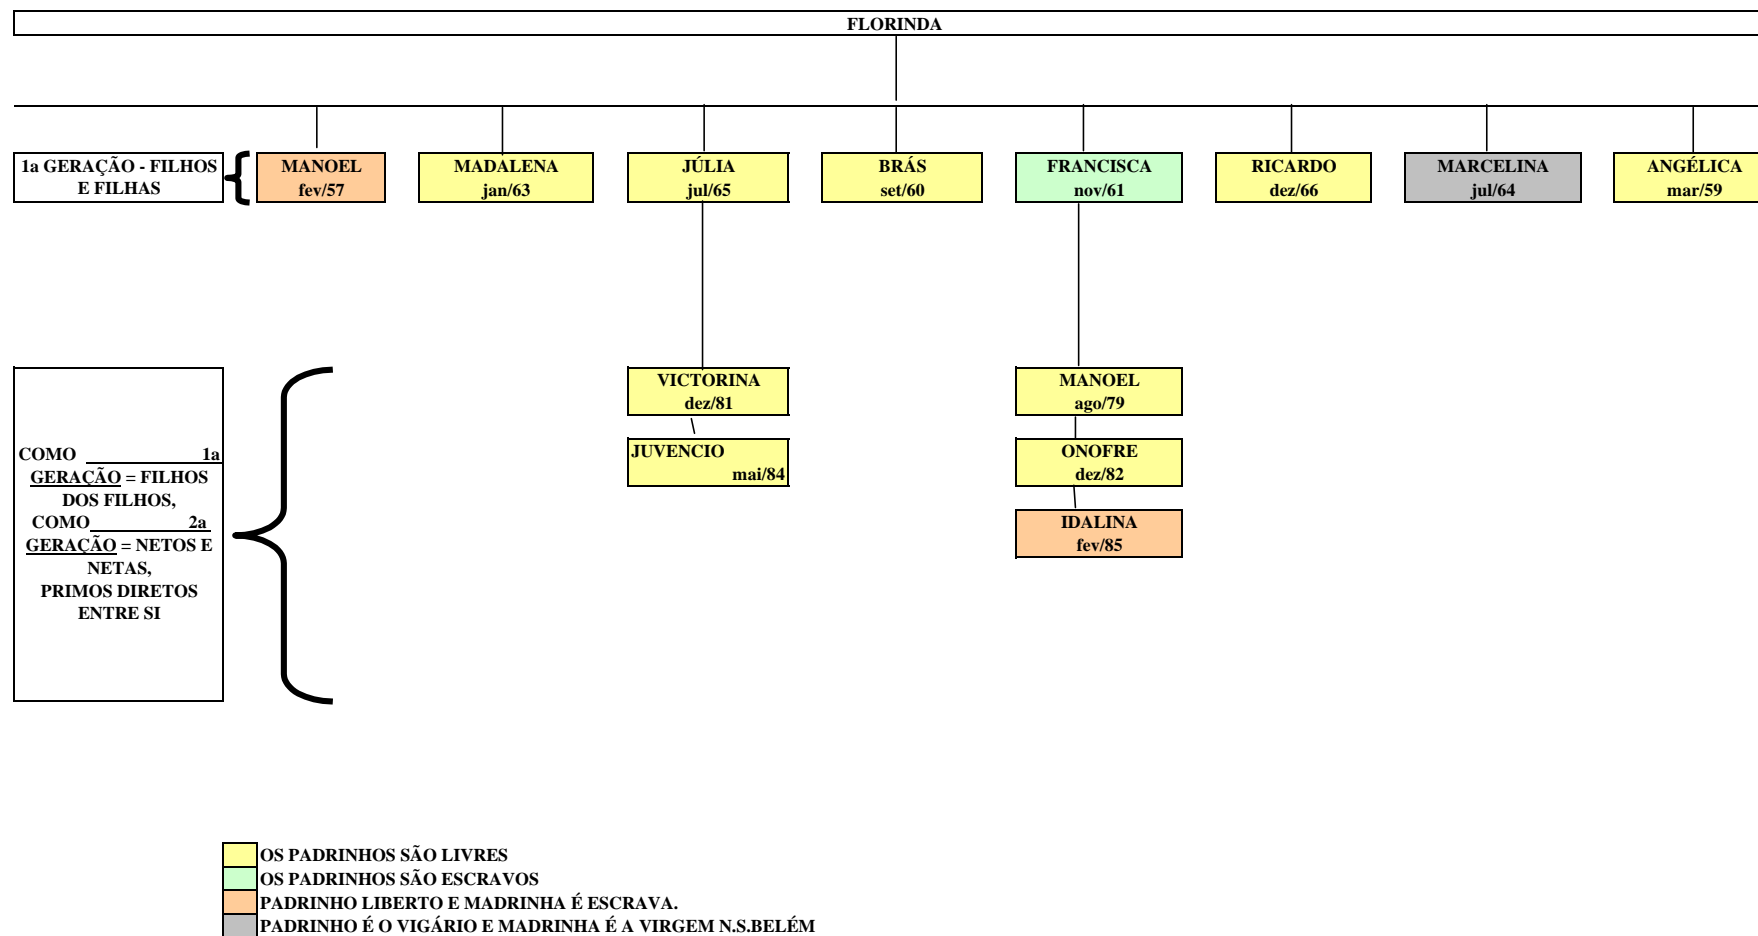 FLORINDA
1a GERAÇÃO - FILHOS
E FILHAS
MANOEL
fev/57
MADALENA
jan/63
JÚLIA
jul/65
BRÁS
set/60
FRANCISCA
nov/61
RICARDO
dez/66
MARCELINA
jul/64
ANGÉLICA
mar/59
COMO 1a
GERAÇÃO = FILHOS
DOS FILHOS,
COMO 2a
GERAÇÃO = NETOS E
NETAS,
PRIMOS DIRETOS
ENTRE SI
VICTORINA
dez/81
JUVENCIO
mai/84
MANOEL
ago/79
ONOFRE
dez/82
IDALINA
fev/85
OS PADRINHOS SÃO LIVRES
OS PADRINHOS SÃO ESCRAVOS
PADRINHO LIBERTO E MADRINHA É ESCRAVA.
PADRINHO É O VIGÁRIO E MADRINHA É A VIRGEM N.S.BELÉM